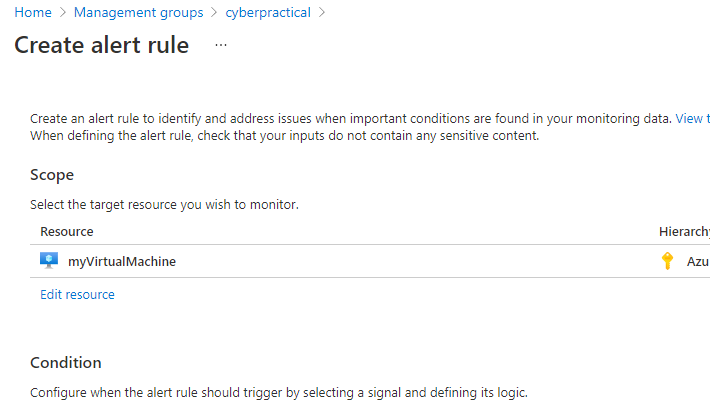 Home > Management groups > cyberpractical >
Create alert rule ...
Create an alert rule to identify and address issues when important conditions are found in your monitoring data. View t
When defining the alert rule, check that your inputs do not contain any sensitive content.
Scope
Select the target resource you wish to monitor.
Resource Hierarchy
myVirtualMachine Azu
Edit resource
Condition
Configure when the alert rule should trigger by selecting a signal and defining its logic.